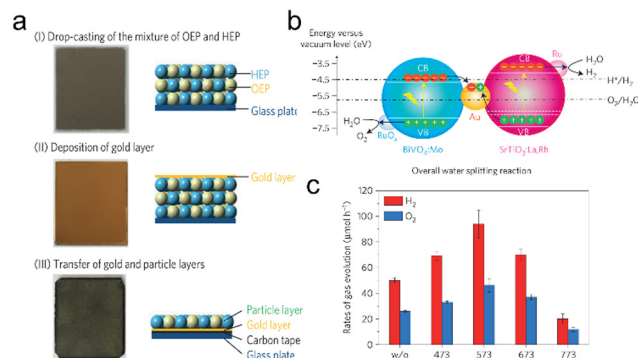 a
(I) Drop-casting of the mixture of OEP and HEP
HEP
OEP
Glass plate
(II) Deposition of gold layer
Gold layer
(III) Transfer of gold and particle layers
Particle layer
Gold layer
Carbon tape
Glass plate
b
Energy versus
vacuum level (eV)
−3.5
−4.5
−5.5
−6.5
−7.5
CB
CB
Ru
H₂O
H₂
H⁺/H₂
O₂/H₂O
Au
H₂O
O₂
RuOₓ
VB
VB
BiVO₄:Mo
SrTiO₃:La,Rh
Overall water splitting reaction
c
Rates of gas evolution (μmol h⁻¹)
120
100
80
60
40
20
0
H₂
O₂
w/o
473
573
673
773